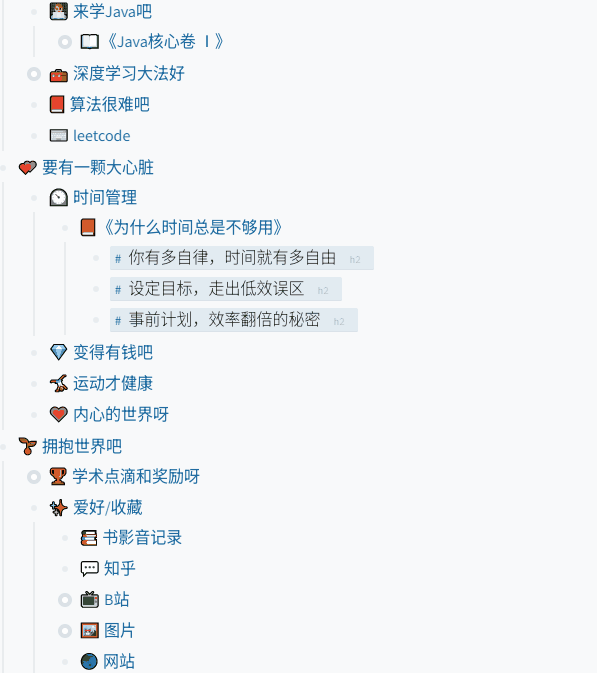 来学Java吧
《Java核心卷 Ⅰ》
深度学习大法好
算法很难吧
leetcode
要有一颗大心脏
时间管理
《为什么时间总是不够用》
# 你有多自律，时间就有多自由 h2
# 设定目标，走出低效误区 h2
# 事前计划，效率翻倍的秘密 h2
变得有钱吧
运动才健康
内心的世界呀
拥抱世界吧
学术点滴和奖励呀
爱好/收藏
书影音记录
知乎
B站
图片
网站